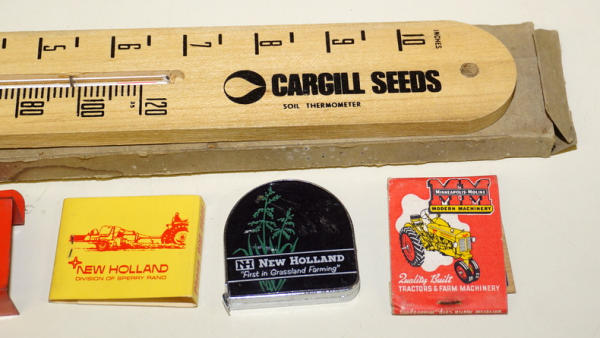 5 6 7 8 9 10 INCHES
CARGILL SEEDS
SOIL THERMOMETER
80 100 120
NEW HOLLAND
DIVISION OF SPERRY RAND
NH NEW HOLLAND
"First in Grassland Farming"
MM
MINNEAPOLIS-MOLINE
MODERN MACHINERY
Quality Built
TRACTORS & FARM MACHINERY